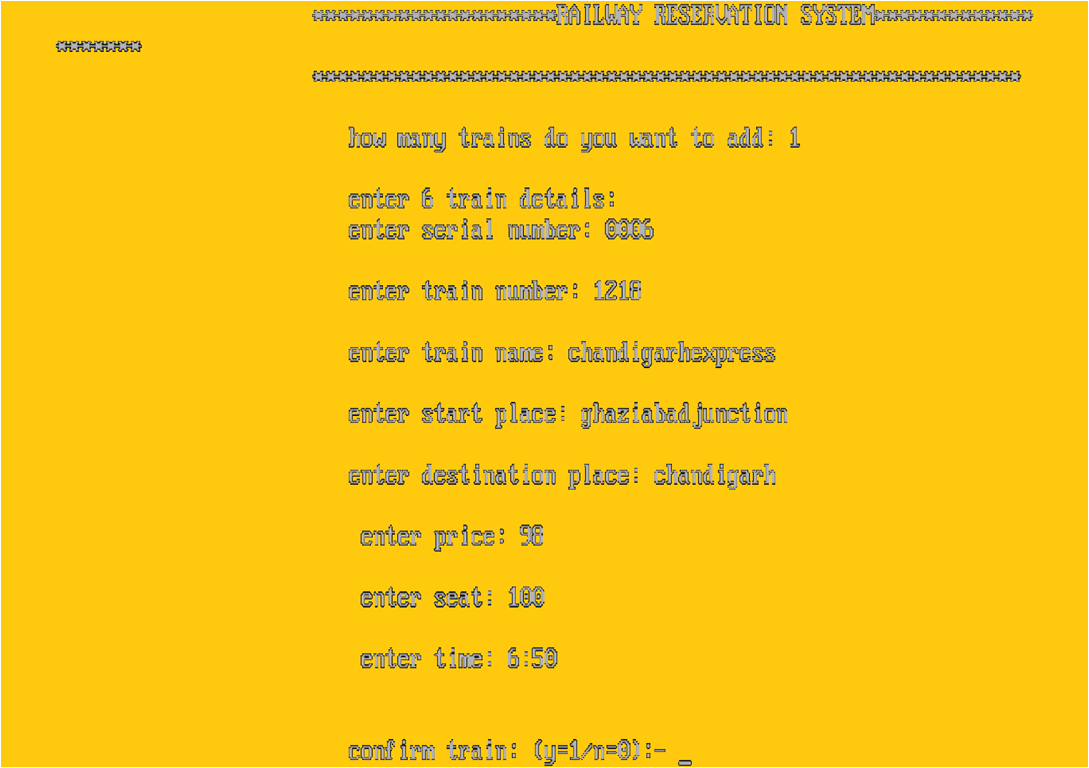 ********************RAILWAY RESERVATION SYSTEM*************
*******
**********************************************************
how many trains do you want to add: 1
enter 6 train details:
enter serial number: 0006
enter train number: 1218
enter train name: chandigarhexpress
enter start place: ghaziabadjunction
enter destination place: chandigarh
enter price: 98
enter seat: 100
enter time: 6:50
confirm train: (y=1/n=0):- _